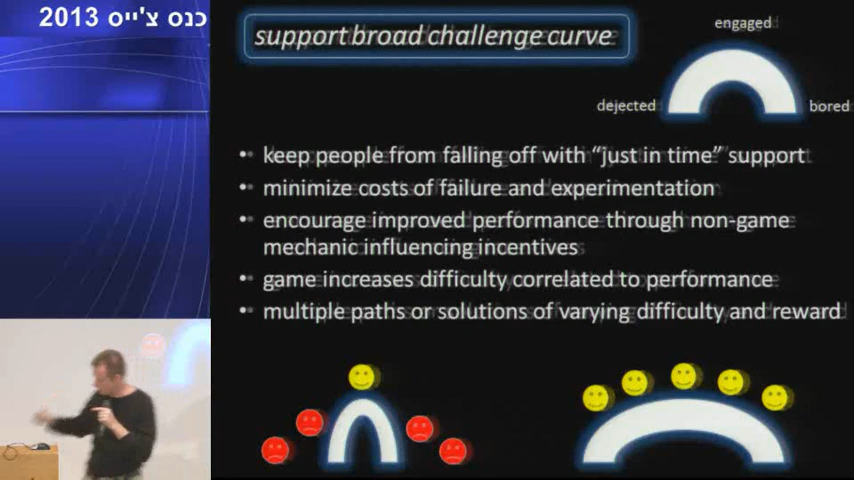 כנס צ'ייס 2013
support broad challenge curve
engaged
dejected
bored
• keep people from falling off with “just in time” support
• minimize costs of failure and experimentation
• encourage improved performance through non-game
mechanic influencing incentives
• game increases difficulty correlated to performance
• multiple paths or solutions of varying difficulty and reward